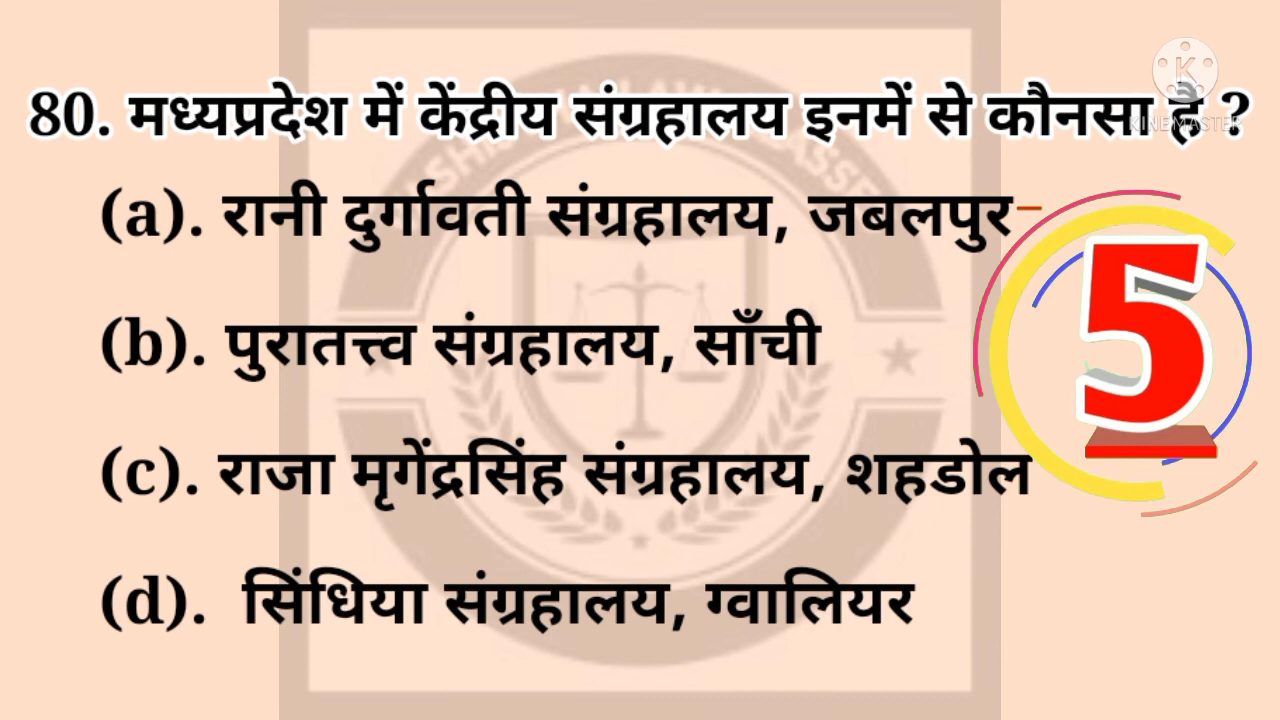 80. मध्यप्रदेश में केंद्रीय संग्रहालय इनमें से कौनसा है ?
KINEMASTER
(a). रानी दुर्गावती संग्रहालय, जबलपुर
5
(b). पुरातत्त्व संग्रहालय, साँची
(c). राजा मृगेंद्रसिंह संग्रहालय, शहडोल
(d). सिंधिया संग्रहालय, ग्वालियर